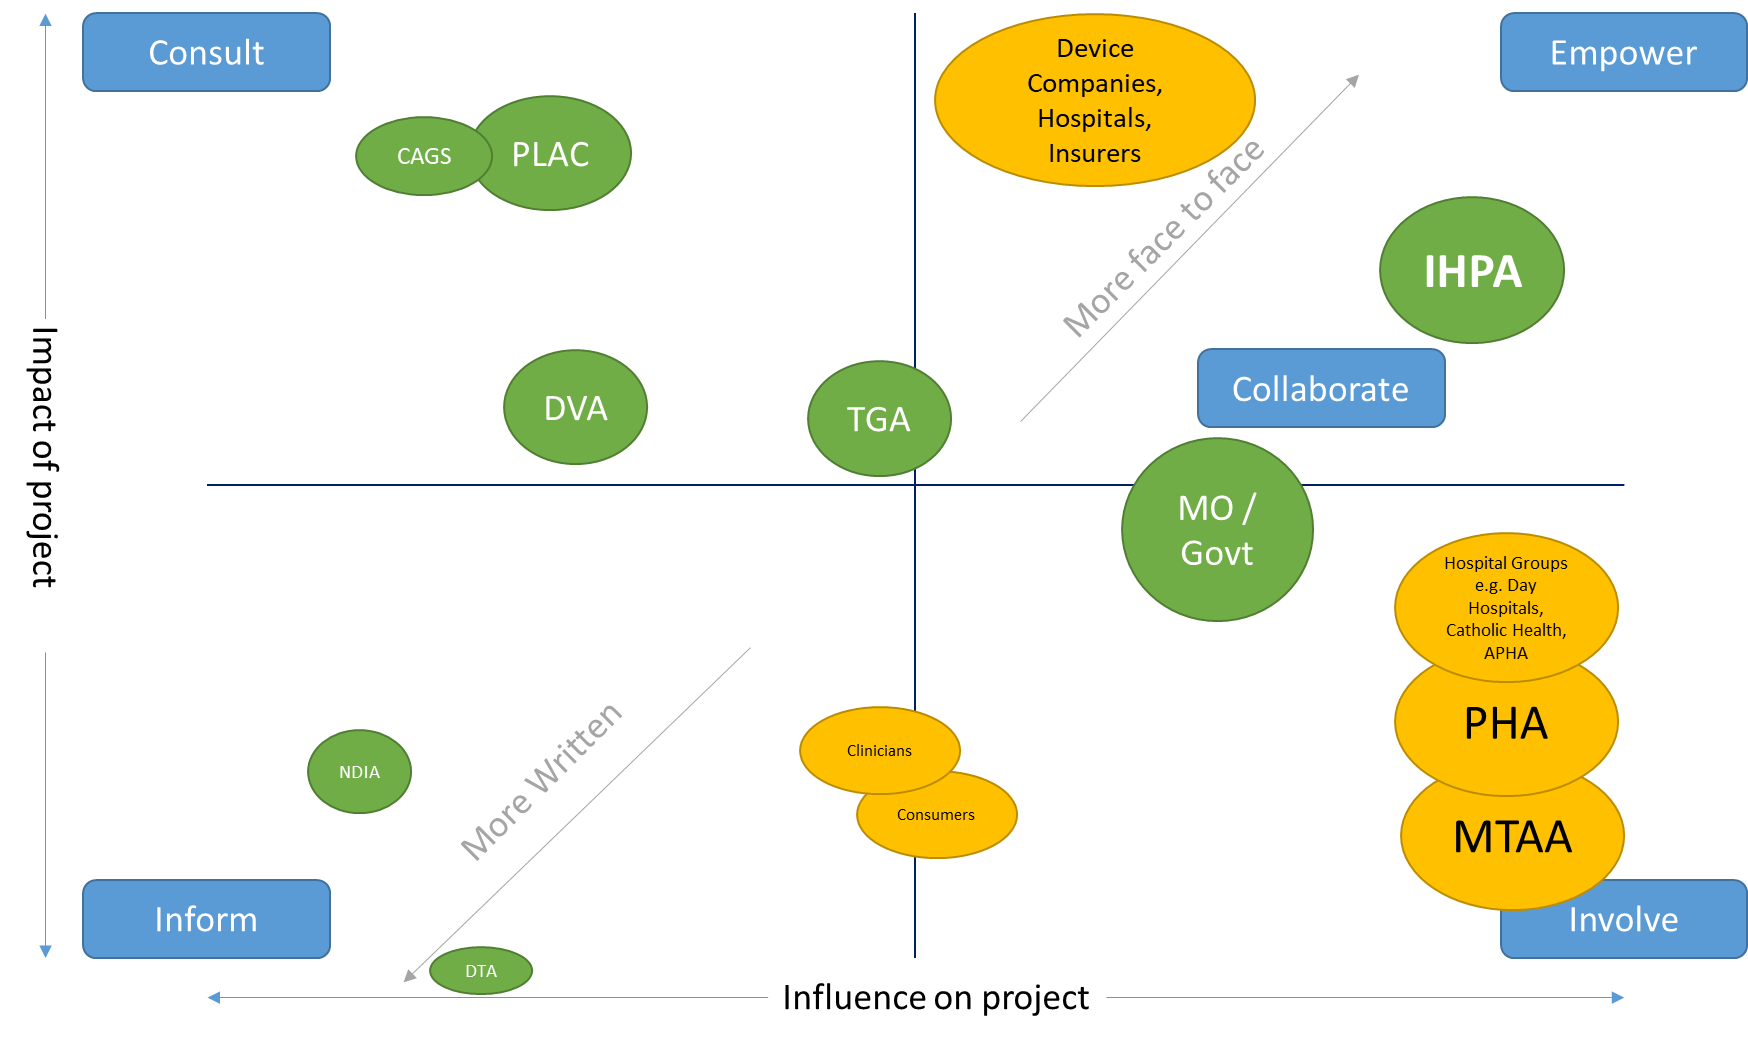 Consult
Device
Companies,
Hospitals,
Insurers
Empower
CAGS
PLAC
More face to face
IHPA
Impact of project
DVA
TGA
Collaborate
MO /
Govt
Hospital Groups
e.g. Day
Hospitals,
Catholic Health,
APHA
PHA
More Written
Clinicians
NDIA
Consumers
MTAA
Inform
Involve
DTA
Influence on project